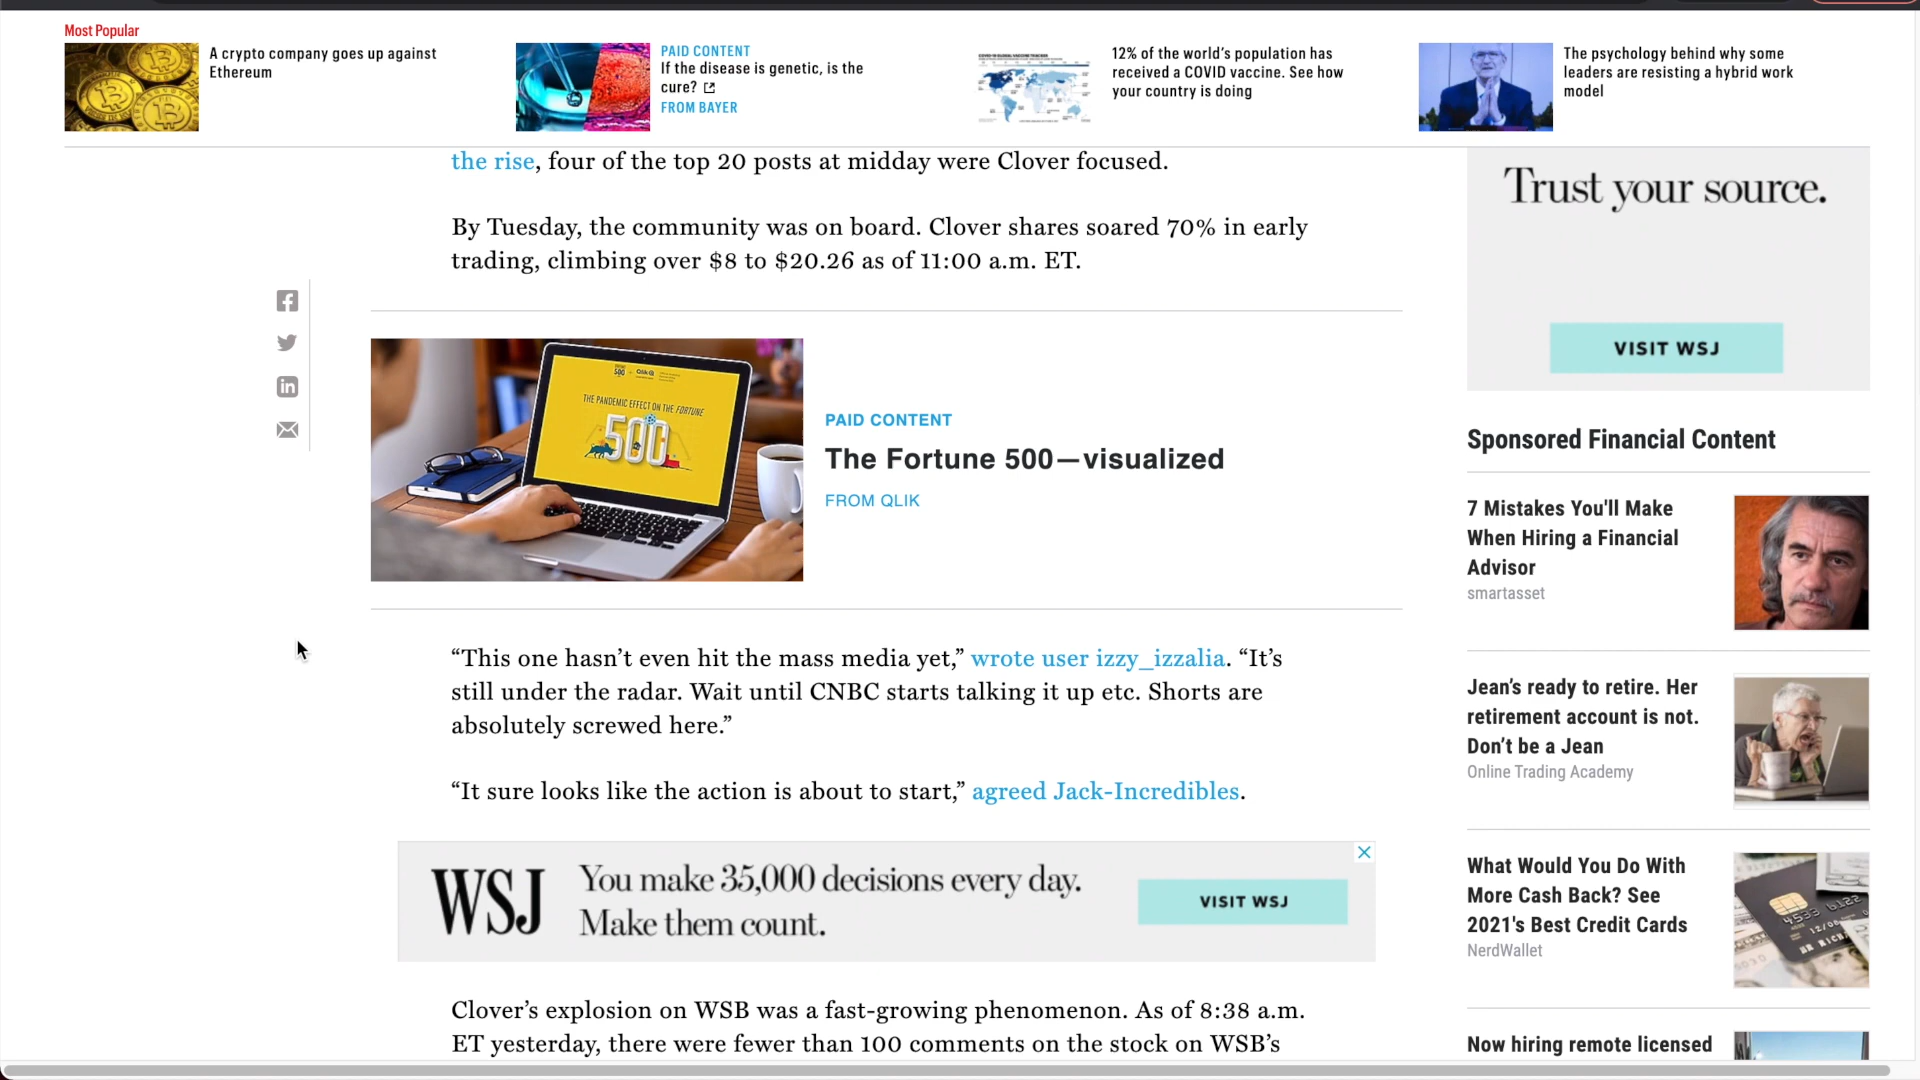 Most Popular
A crypto company goes up against
Ethereum
PAID CONTENT
If the disease is genetic, is the
cure?
FROM BAYER
12% of the world's population has
received a COVID vaccine. See how
your country is doing
The psychology behind why some
leaders are resisting a hybrid work
model
the rise, four of the top 20 posts at midday were Clover focused.
By Tuesday, the community was on board. Clover shares soared 70% in early
trading, climbing over $8 to $20.26 as of 11:00 a.m. ET.
THE PANDEMIC EFFECT ON THE FORTUNE
500
PAID CONTENT
The Fortune 500—visualized
FROM QLIK
“This one hasn’t even hit the mass media yet,” wrote user izzy_izzalia. “It’s
still under the radar. Wait until CNBC starts talking it up etc. Shorts are
absolutely screwed here.”
“It sure looks like the action is about to start,” agreed Jack-Incredibles.
WSJ
You make 35,000 decisions every day.
Make them count.
VISIT WSJ
Clover’s explosion on WSB was a fast-growing phenomenon. As of 8:38 a.m.
ET yesterday, there were fewer than 100 comments on the stock on WSB’s
Trust your source.
VISIT WSJ
Sponsored Financial Content
7 Mistakes You'll Make
When Hiring a Financial
Advisor
smartasset
Jean’s ready to retire. Her
retirement account is not.
Don’t be a Jean
Online Trading Academy
What Would You Do With
More Cash Back? See
2021's Best Credit Cards
NerdWallet
Now hiring remote licensed